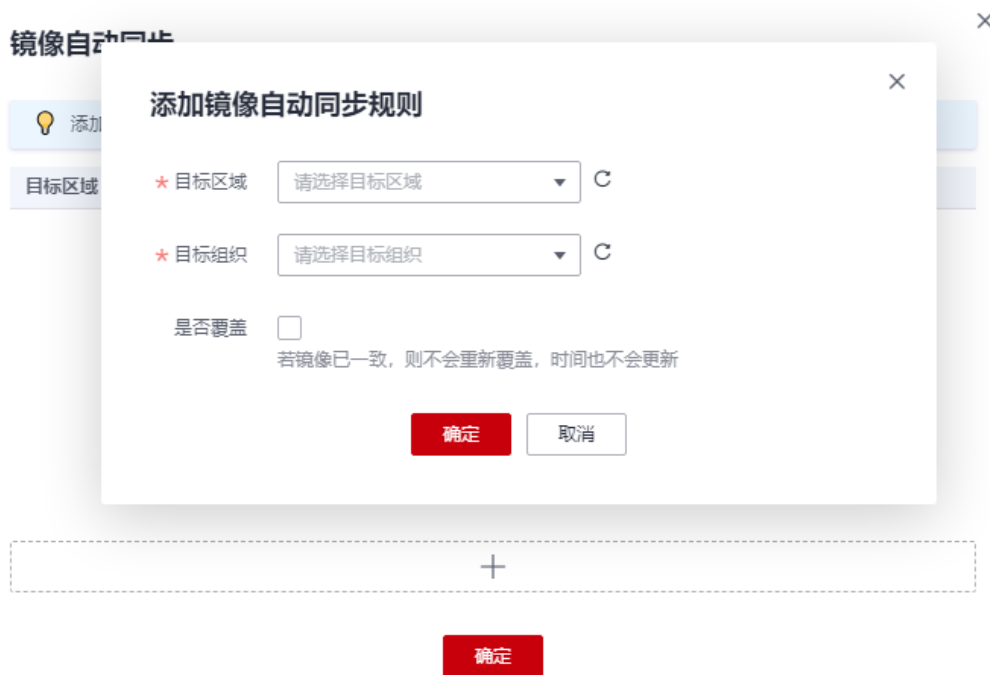 镜像自动同步
添加镜像自动同步规则
添加
目标区域
* 目标区域 请选择目标区域
* 目标组织 请选择目标组织
是否覆盖
若镜像已一致，则不会重新覆盖，时间也不会更新
确定 取消
确定